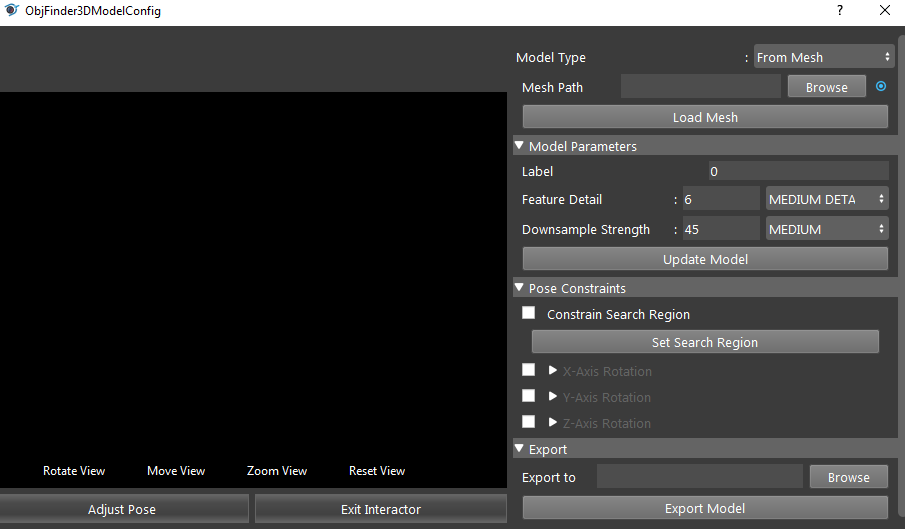 ObjFinder3DModelConfig ?
Model Type : From Mesh
Mesh Path Browse
Load Mesh
Model Parameters
Label 0
Feature Detail : 6 MEDIUM DETA
Downsample Strength : 45 MEDIUM
Update Model
Pose Constraints
Constrain Search Region
Set Search Region
X-Axis Rotation
Y-Axis Rotation
Z-Axis Rotation
Export
Rotate View Move View Zoom View Reset View
Export to Browse
Adjust Pose Exit Interactor
Export Model